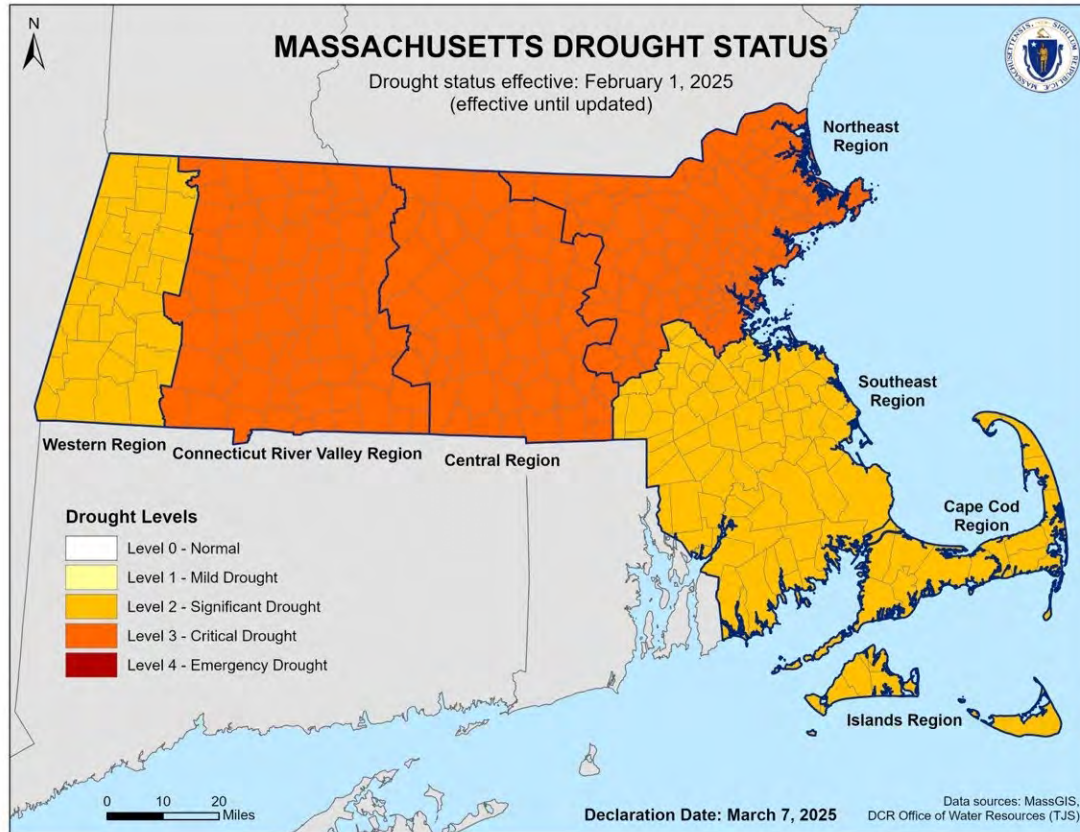 N
MASSACHUSETTS DROUGHT STATUS
Drought status effective: February 1, 2025
(effective until updated)
Northeast
Region
Southeast
Region
Western Region
Connecticut River Valley Region
Central Region
Cape Cod
Region
Drought Levels
Level 0 - Normal
Level 1 - Mild Drought
Level 2 - Significant Drought
Level 3 - Critical Drought
Level 4 - Emergency Drought
Islands Region
0 10 20
Miles
Declaration Date: March 7, 2025
Data sources: MassGIS,
DCR Office of Water Resources (TJS)